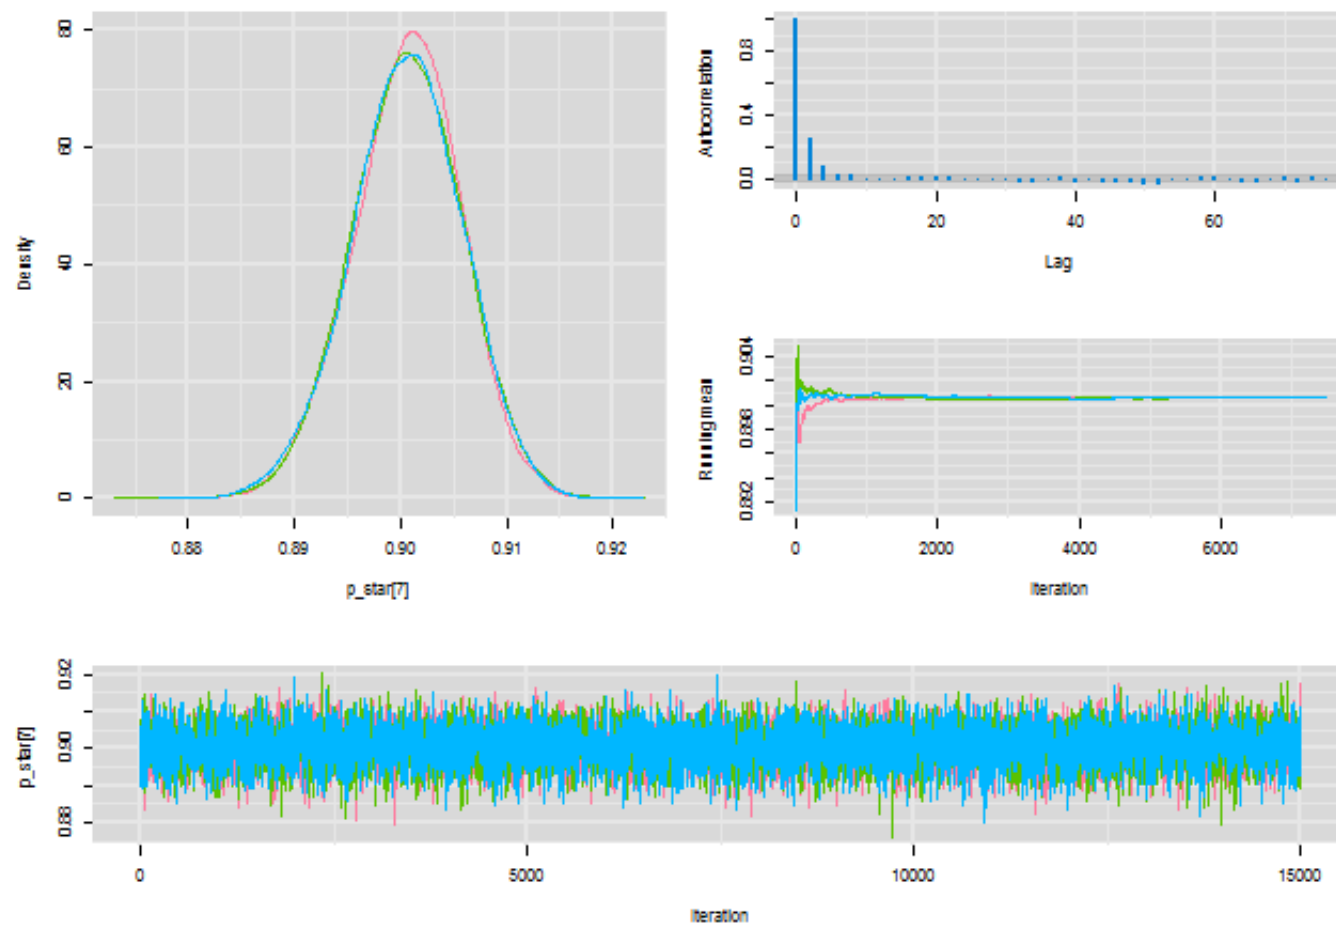 80
60
40
20
0
Density
0.88 0.89 0.90 0.91 0.92
p_star[7]
0.8
0.4
0.0
Autocorrelation
0 20 40 60
Lag
0.904
0.896
0.892
Running mean
0 2000 4000 6000
Iteration
0.92
0.90
0.88
p_star[7]
0 5000 10000 15000
Iteration